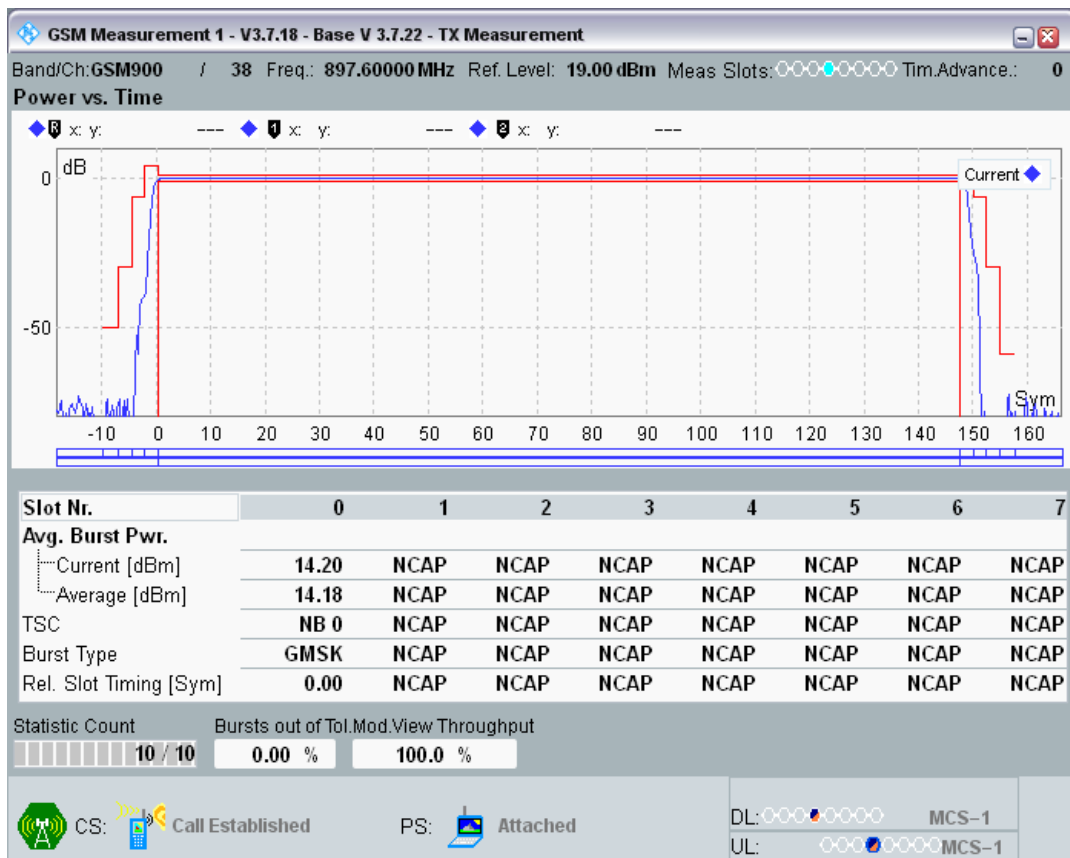 GSM Measurement 1 - V3.7.18 - Base V 3.7.22 - TX Measurement
Band/Ch:GSM900 / 38 Freq.: 897.60000 MHz Ref. Level: 19.00 dBm Meas Slots: Tim.Advance.: 0
Power vs. Time
R x: y: --- 1 x: y: --- 2 x: y: ---
dB
Current
0
-50
Sym
-10 0 10 20 30 40 50 60 70 80 90 100 110 120 130 140 150 160
Slot Nr. 0 1 2 3 4 5 6 7
Avg. Burst Pwr.
Current [dBm] 14.20 NCAP NCAP NCAP NCAP NCAP NCAP NCAP
Average [dBm] 14.18 NCAP NCAP NCAP NCAP NCAP NCAP NCAP
TSC NB 0 NCAP NCAP NCAP NCAP NCAP NCAP NCAP
Burst Type GMSK NCAP NCAP NCAP NCAP NCAP NCAP NCAP
Rel. Slot Timing [Sym] 0.00 NCAP NCAP NCAP NCAP NCAP NCAP NCAP
Statistic Count Bursts out of Tol. Mod.View Throughput
10 / 10 0.00 % 100.0 %
CS: Call Established PS: Attached
DL: MCS-1
UL: MCS-1